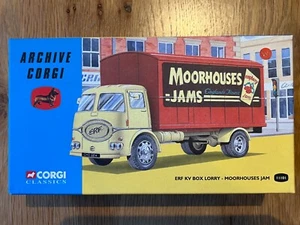 ARCHIVE
CORGI
MOORHOUSES
JAMS
ERF
CORGI
CLASSICS
ERF KV BOX LORRY - MOORHOUSES JAM